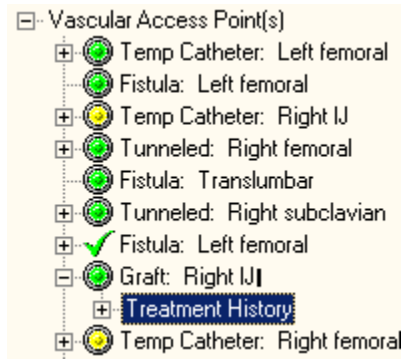 Vascular Access Point(s)
Temp Catheter: Left femoral
Fistula: Left femoral
Temp Catheter: Right IJ
Tunneled: Right femoral
Fistula: Translumbar
Tunneled: Right subclavian
Fistula: Left femoral
Graft: Right IJ
Treatment History
Temp Catheter: Right femoral